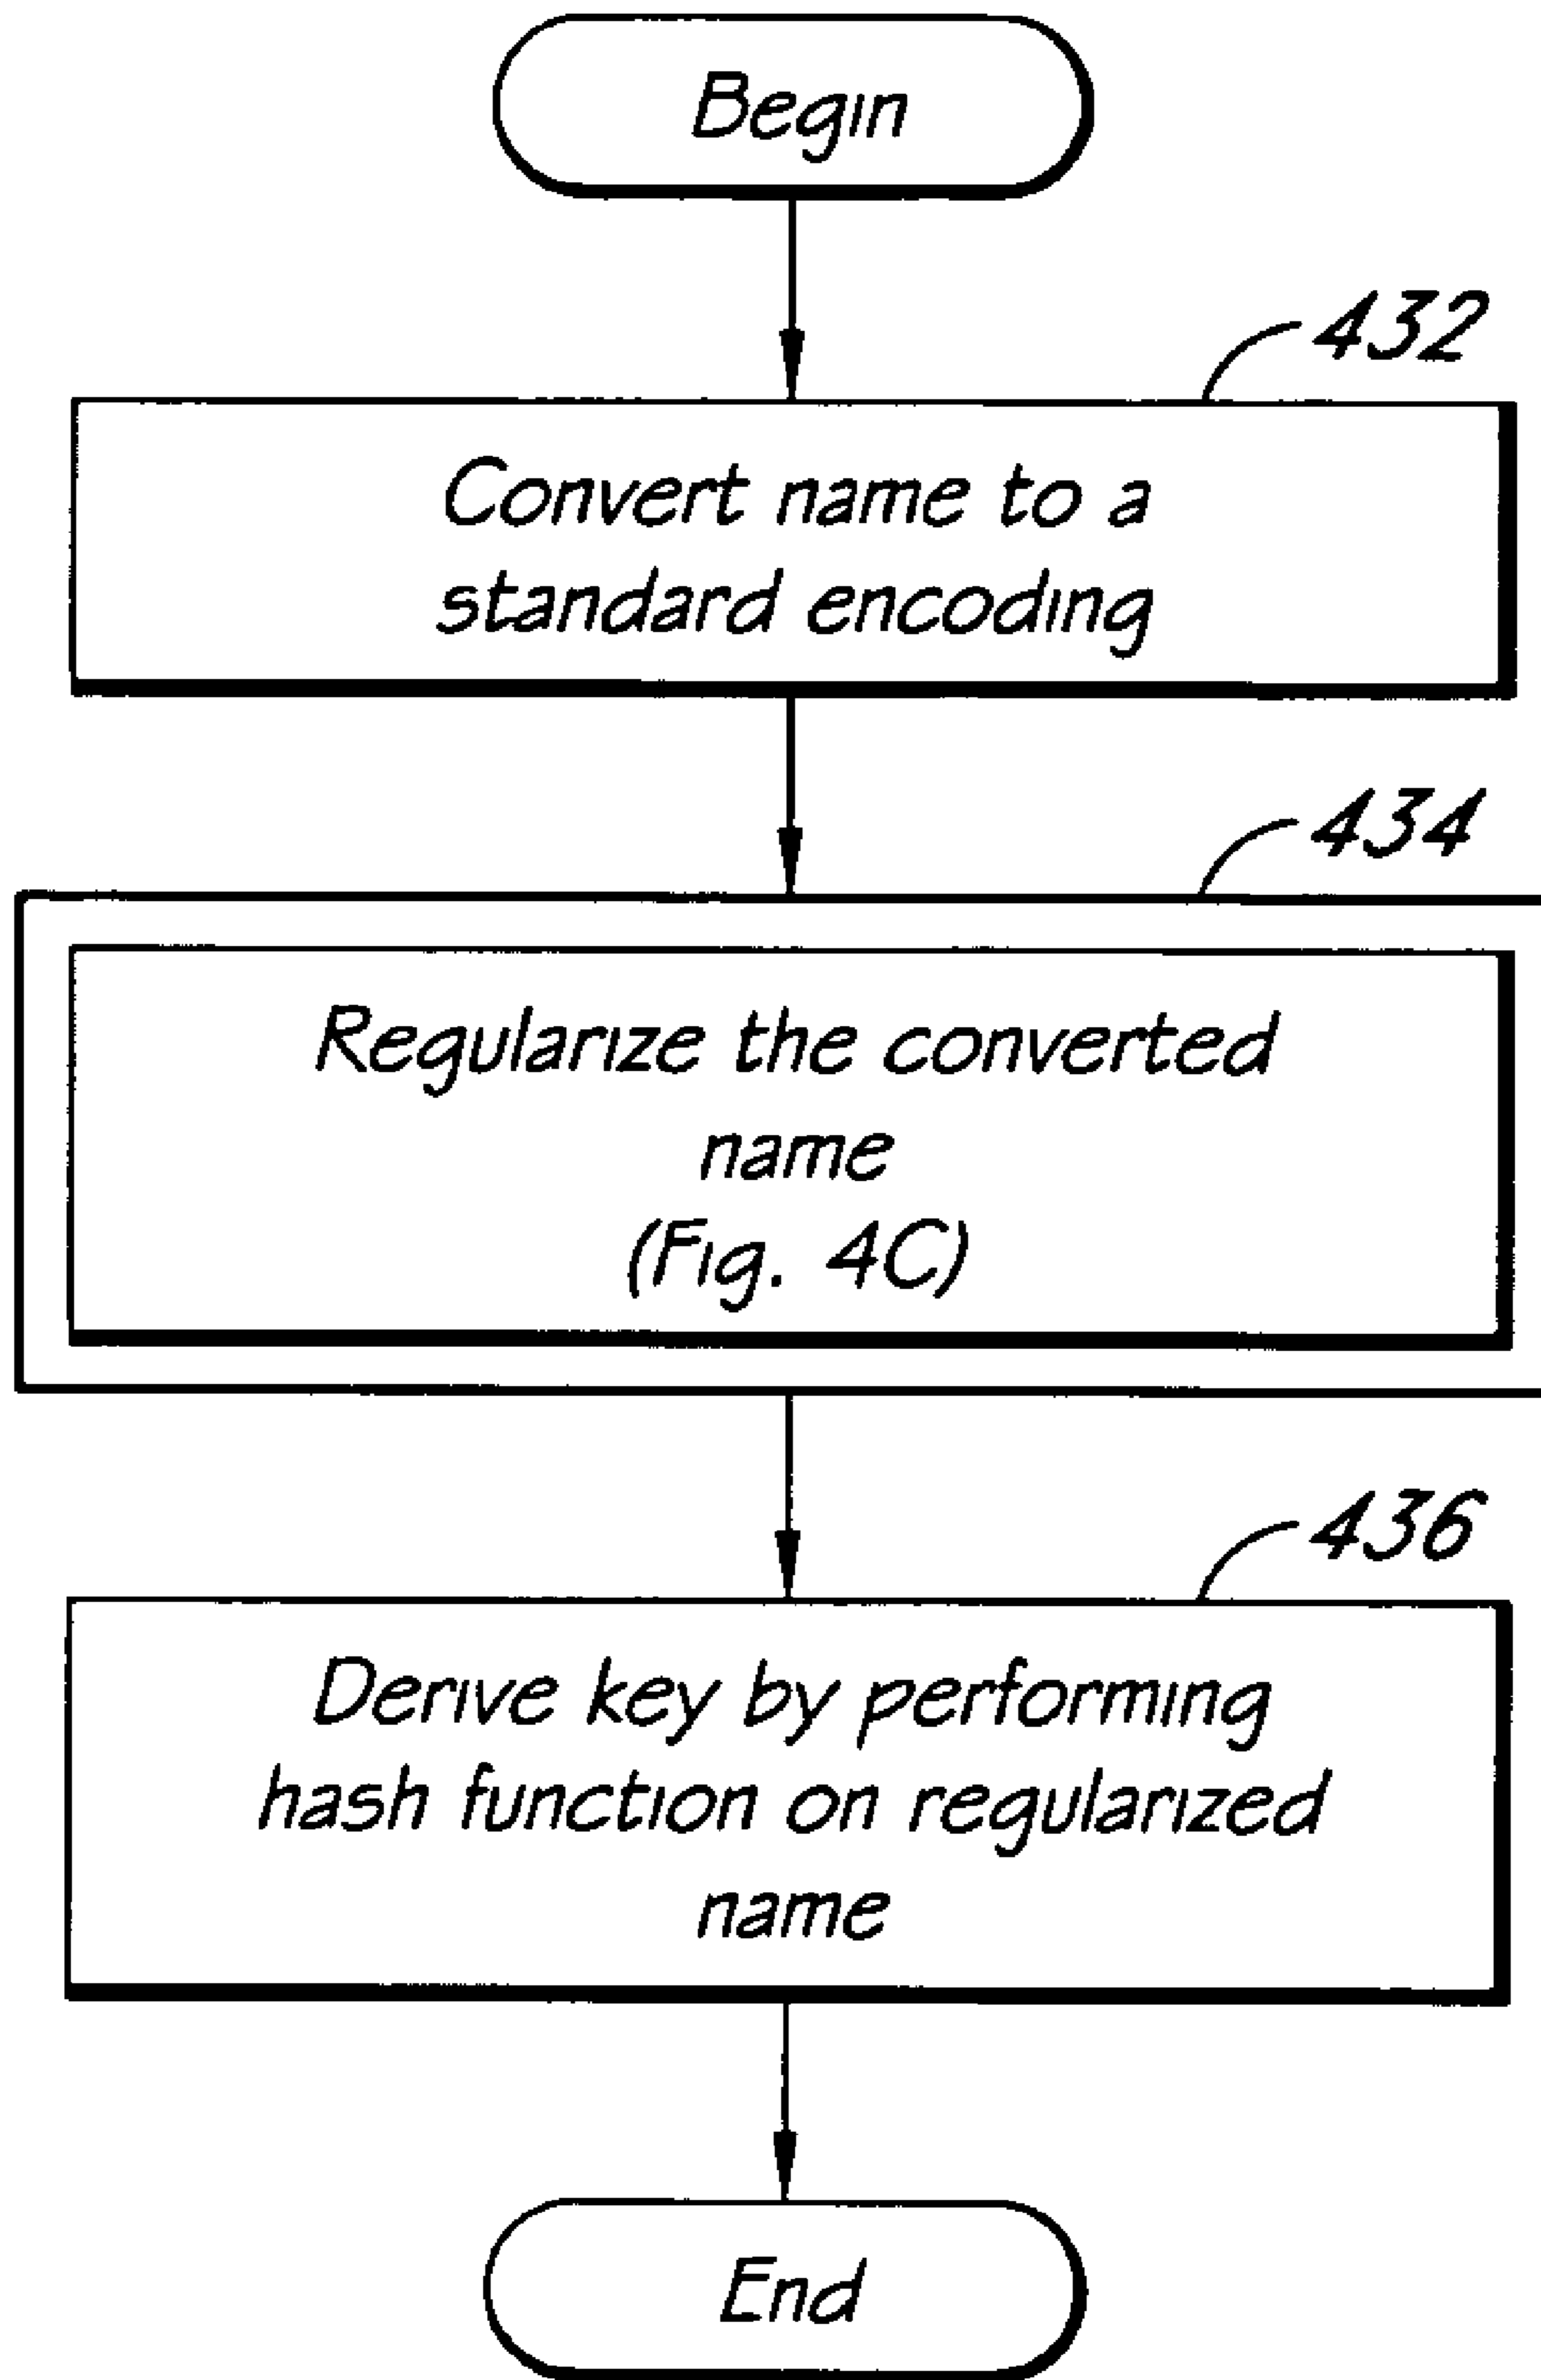 Begin
432
Convert name to a
standard encoding
434
Regularize the converted
name
(Fig. 4C)
436
Derive key by performing
hash function on regularized
name
End